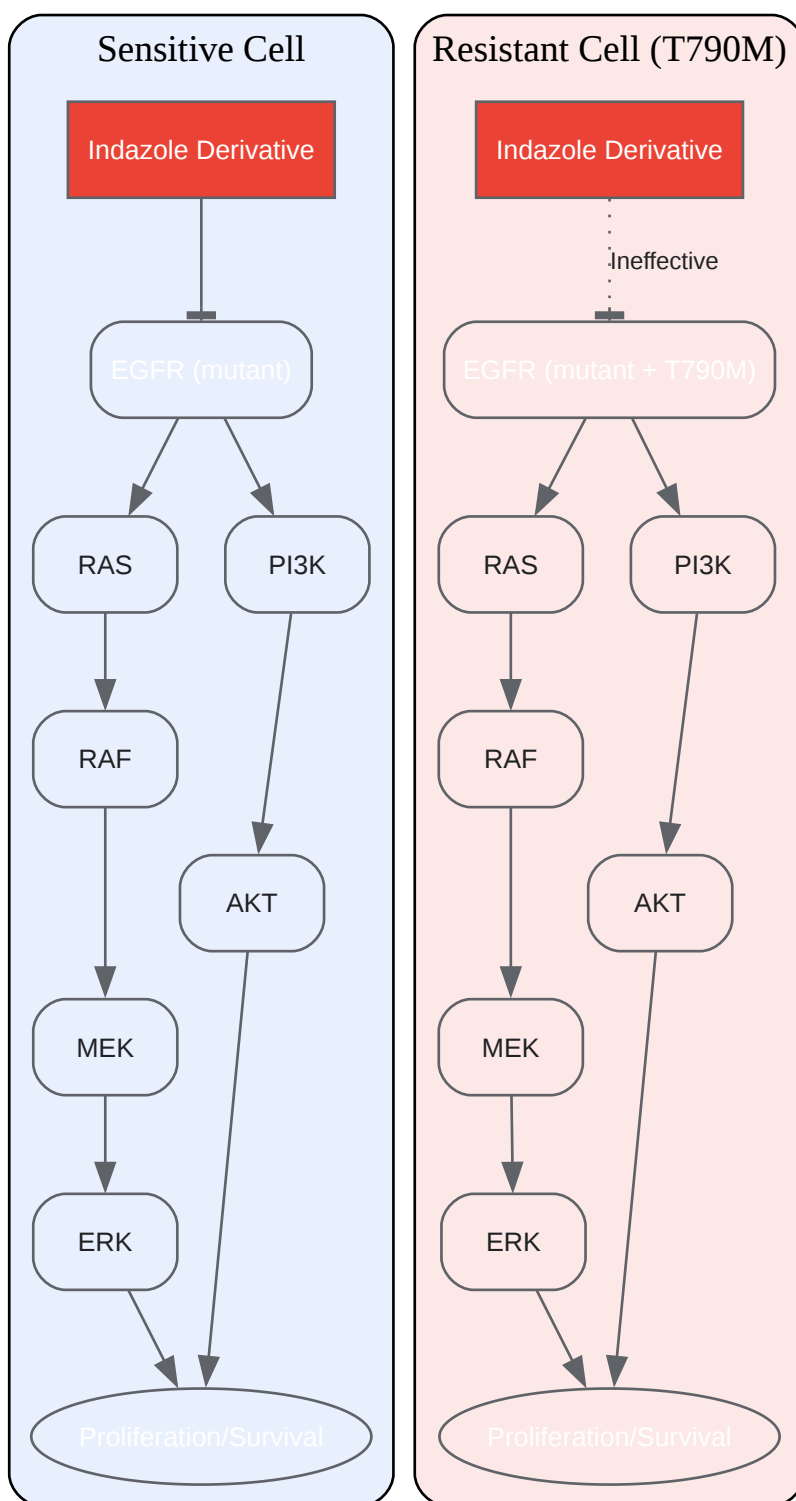 Sensitive Cell
Indazole Derivative
EGFR (mutant)
RAS
PI3K
RAF
AKT
MEK
ERK
Proliferation/Survival
Resistant Cell (T790M)
Indazole Derivative
Ineffective
EGFR (mutant + T790M)
RAS
PI3K
RAF
AKT
MEK
ERK
Proliferation/Survival